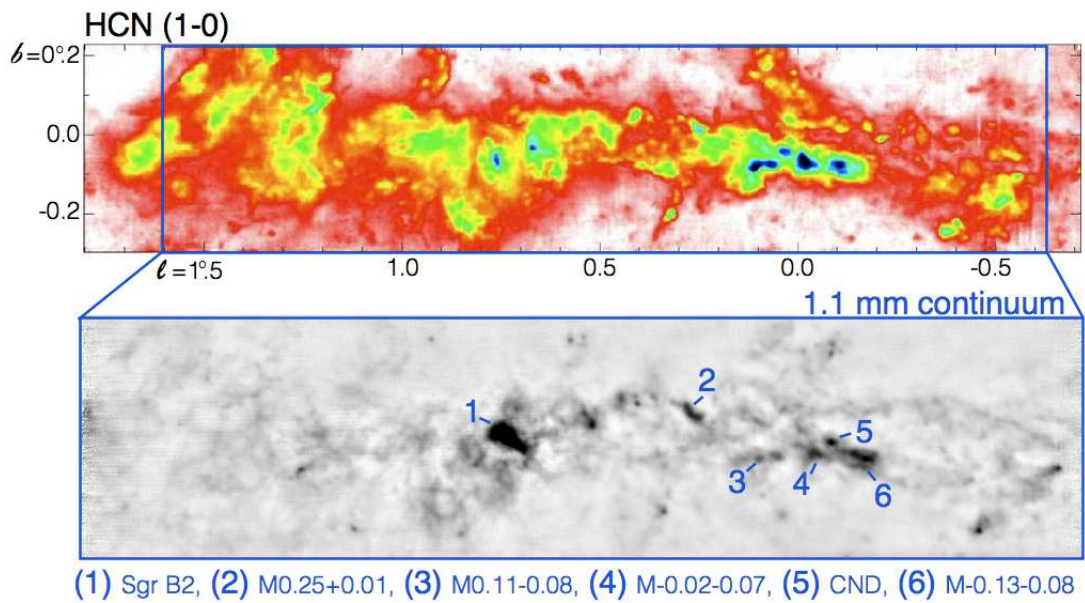 HCN (1-0)
𝒷=0°.2
0.0
-0.2
ℓ=1°.5
1.0
0.5
0.0
-0.5
1.1 mm continuum
1
2
3
4
5
6
(1) Sgr B2, (2) M0.25+0.01, (3) M0.11-0.08, (4) M-0.02-0.07, (5) CND, (6) M-0.13-0.08